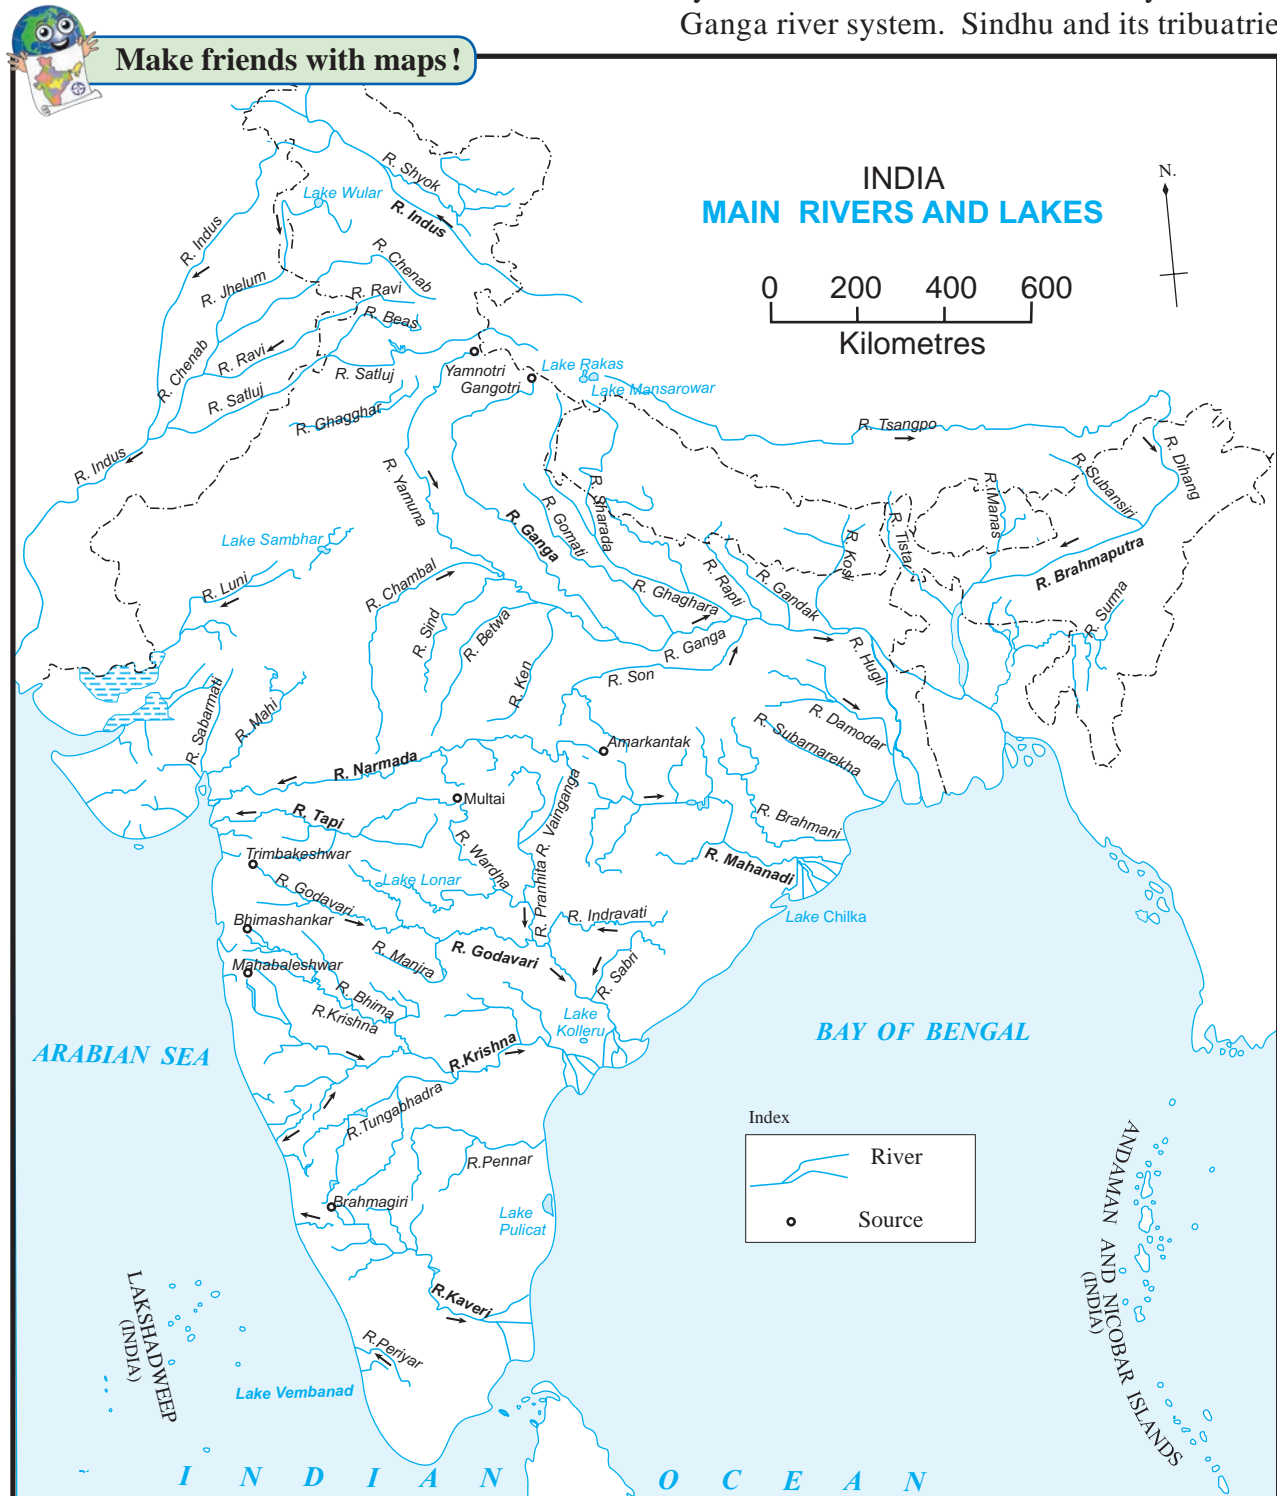 Ganga river system. Sindhu and its tribuatrie
Make friends with maps!
INDIA
MAIN RIVERS AND LAKES
N.
0 200 400 600
Kilometres
R. Shyok
Lake Wular
R. Indus
R. Indus
R. Chenab
R. Jhelum
R. Ravi
R. Beas
R. Chenab
R. Ravi
R. Satluj
R. Satluj
R. Ghagghar
R. Indus
Yamnotri
Gangotri
Lake Rakas
Lake Mansarowar
R. Tsangpo
R. Dihang
R. Subansiri
R. Manas
R. Tistar
R. Brahmaputra
R. Surma
R. Yamuna
R. Ganga
R. Gomati
R. Sharada
R. Kosi
R. Rapti
R. Gandak
R. Ghaghara
Lake Sambhar
R. Luni
R. Chambal
R. Sind
R. Betwa
R. Ken
R. Ganga
R. Son
R. Hugli
R. Damodar
R. Subarnarekha
R. Sabarmati
R. Mahi
Amarkantak
R. Narmada
Multai
R. Tapi
R. Wardha
R. Prannita R. Vainganga
R. Brahmani
R. Mahanadi
Trimbakeshwar
Lake Lonar
R. Godavari
Lake Chilka
Bhimashankar
R. Indravati
Mahabaleshwar
R. Manjra
R. Godavari
R. Sabri
R. Bhima
R.Krishna
Lake
Kolleru
R.Krishna
ARABIAN SEA
BAY OF BENGAL
R.Tungabhadra
R.Pennar
Index
River
Source
Brahmagiri
Lake
Pulicat
R.Kaveri
R.Periyar
Lake Vembanad
LAKSHADWEEP
(INDIA)
ANDAMAN AND NICOBAR ISLANDS
(INDIA)
INDIAN OCEAN